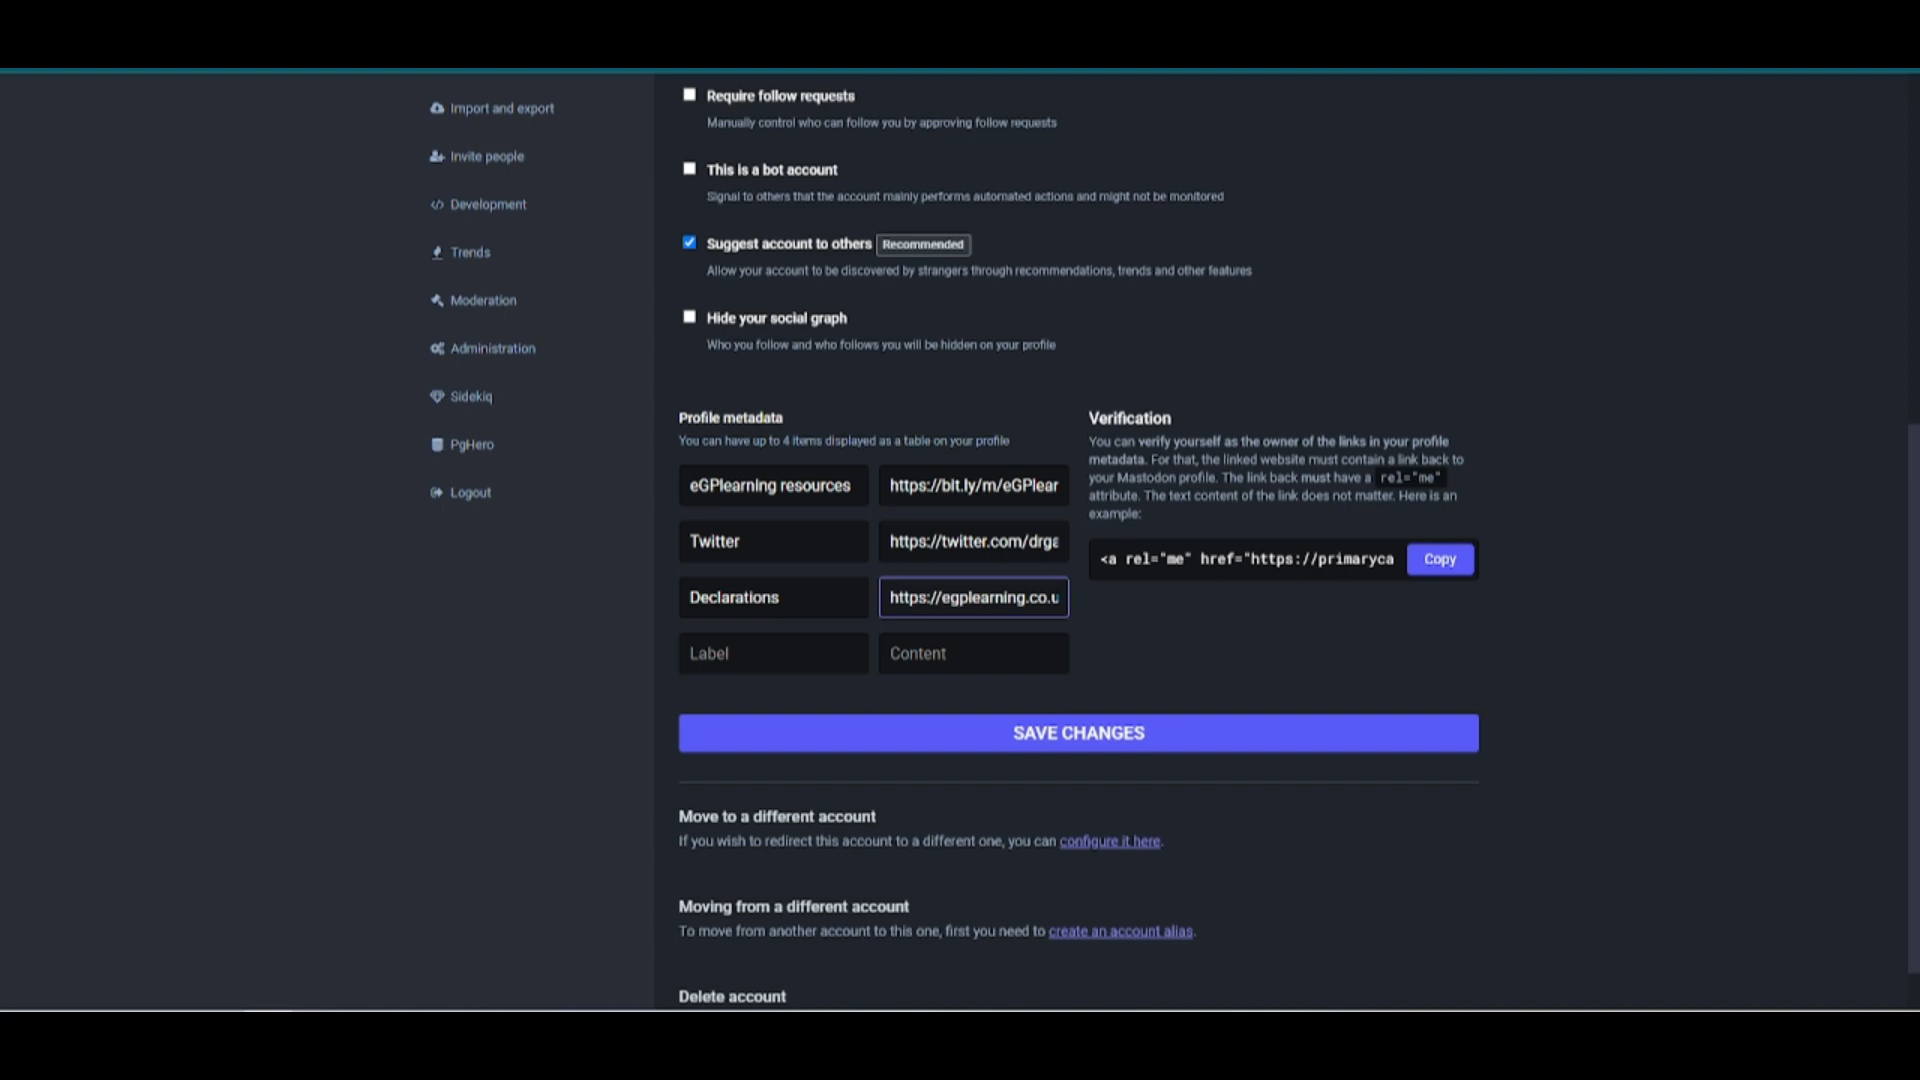 Import and export
Invite people
Development
Trends
Moderation
Administration
Sidekiq
PgHero
Logout
Require follow requests
Manually control who can follow you by approving follow requests
This is a bot account
Signal to others that the account mainly performs automated actions and might not be monitored
Suggest account to others Recommended
Allow your account to be discovered by strangers through recommendations, trends and other features
Hide your social graph
Who you follow and who follows you will be hidden on your profile
Profile metadata
You can have up to 4 items displayed as a table on your profile
eGPlearning resources https://bit.ly/m/eGPlear
Twitter https://twitter.com/drga
Declarations https://egplearning.co.u
Label Content
Verification
You can verify yourself as the owner of the links in your profile
metadata. For that, the linked website must contain a link back to
your Mastodon profile. The link back must have a rel="me"
attribute. The text content of the link does not matter. Here is an
example:
<a rel="me" href="https://primaryca Copy
SAVE CHANGES
Move to a different account
If you wish to redirect this account to a different one, you can configure it here.
Moving from a different account
To move from another account to this one, first you need to create an account alias.
Delete account